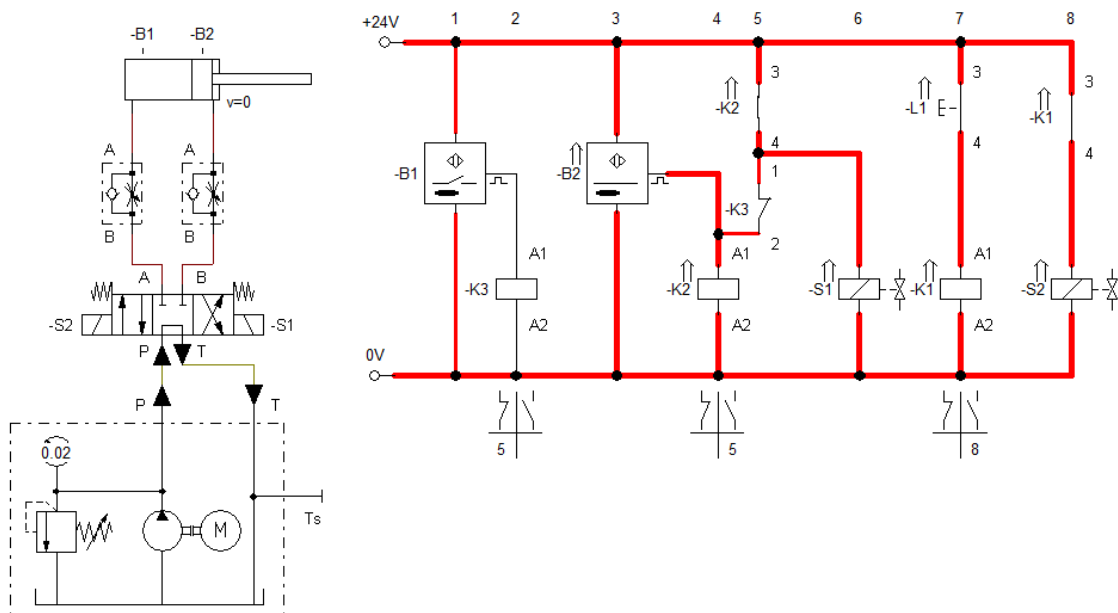 -B1 -B2
v=0
A A
B B
A B
-S2 -S1
P T
P T
0.02
M
Ts
1 2 3 4 5 6 7 8
+24V
3 3
-K2 -L1 -K1 3
4 4 4
-B1 -B2 1
-K3
2
A1 A1 A1
-K3 -K2 -S1 -K1 -S2
A2 A2 A2
0V
5 5 8